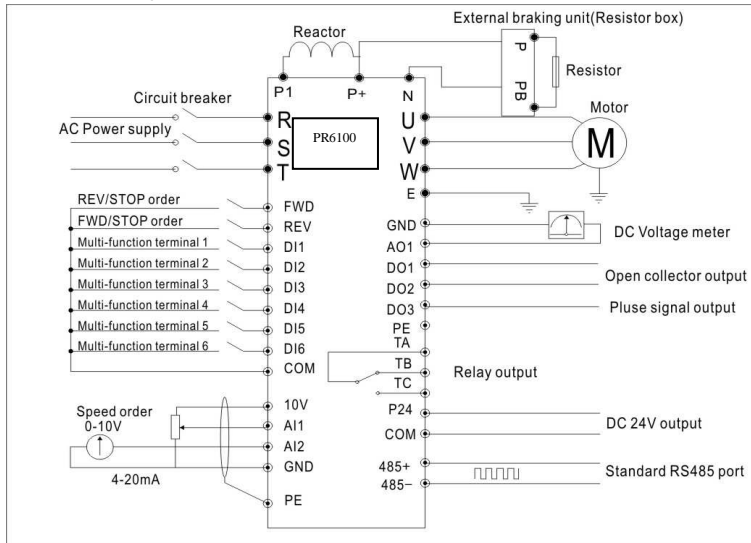 External braking unit(Resistor box)
Reactor
P
PB
Resistor
P1
P+
N
Circuit breaker
AC Power supply
R
S
T
PR6100
U
V
W
E
Motor
M
REV/STOP order
FWD/STOP order
Multi-function terminal 1
Multi-function terminal 2
Multi-function terminal 3
Multi-function terminal 4
Multi-function terminal 5
Multi-function terminal 6
FWD
REV
DI1
DI2
DI3
DI4
DI5
DI6
COM
GND
AO1
DO1
DO2
DO3
PE
TA
TB
TC
P24
COM
485+
485−
DC Voltage meter
Open collector output
Pluse signal output
Relay output
DC 24V output
Standard RS485 port
Speed order
0-10V
4-20mA
10V
AI1
AI2
GND
PE